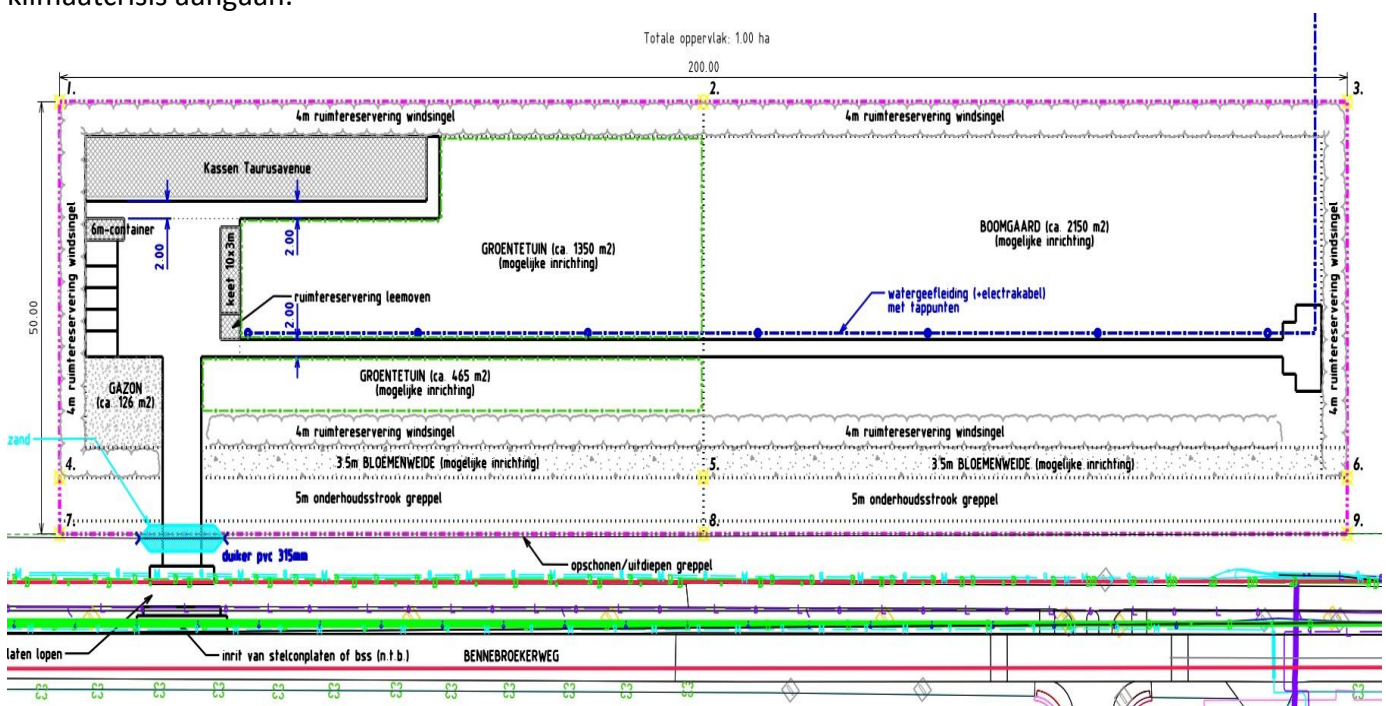 klimaatcrisis aangaan.
Totale oppervlak: 1.00 ha
200.00
1.
2.
3.
4m ruimtereservering windsingel
4m ruimtereservering windsingel
Kassen Taurusavenue
6m-container
2.00
2.00
keet 10x3m
GROENTETUIN (ca. 1350 m2)
(mogelijke inrichting)
BOOMGAARD (ca. 2150 m2)
(mogelijke inrichting)
4m ruimtereservering windsingel
4m ruimtereservering windsingel
50.00
ruimtereservering leemoven
2.00
watergeefleiding (+electrakabel)
met tappunten
GAZON
(ca. 126 m2)
GROENTETUIN (ca. 465 m2)
(mogelijke inrichting)
zand
4m ruimtereservering windsingel
4m ruimtereservering windsingel
4.
3.5m BLOEMENWEIDE (mogelijke inrichting)
5.
3.5m BLOEMENWEIDE (mogelijke inrichting)
6.
5m onderhoudsstrook greppel
5m onderhoudsstrook greppel
7.
8.
9.
duiker pvc 315mm
opschonen/uitdiepen greppel
laten lopen
inrit van stelconplaten of bss (n.t.b.)
BENNEBROEKERWEG